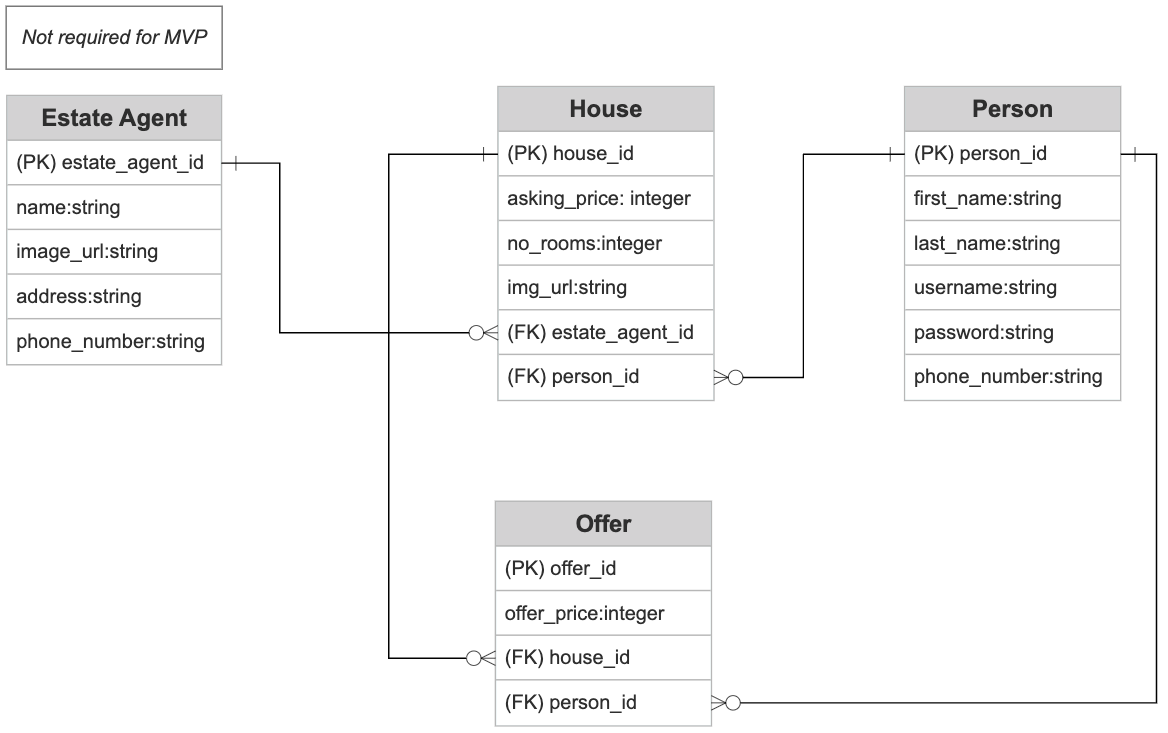 Not required for MVP
Estate Agent
(PK) estate_agent_id
name:string
image_url:string
address:string
phone_number:string
House
(PK) house_id
asking_price: integer
no_rooms:integer
img_url:string
(FK) estate_agent_id
(FK) person_id
Person
(PK) person_id
first_name:string
last_name:string
username:string
password:string
phone_number:string
Offer
(PK) offer_id
offer_price:integer
(FK) house_id
(FK) person_id